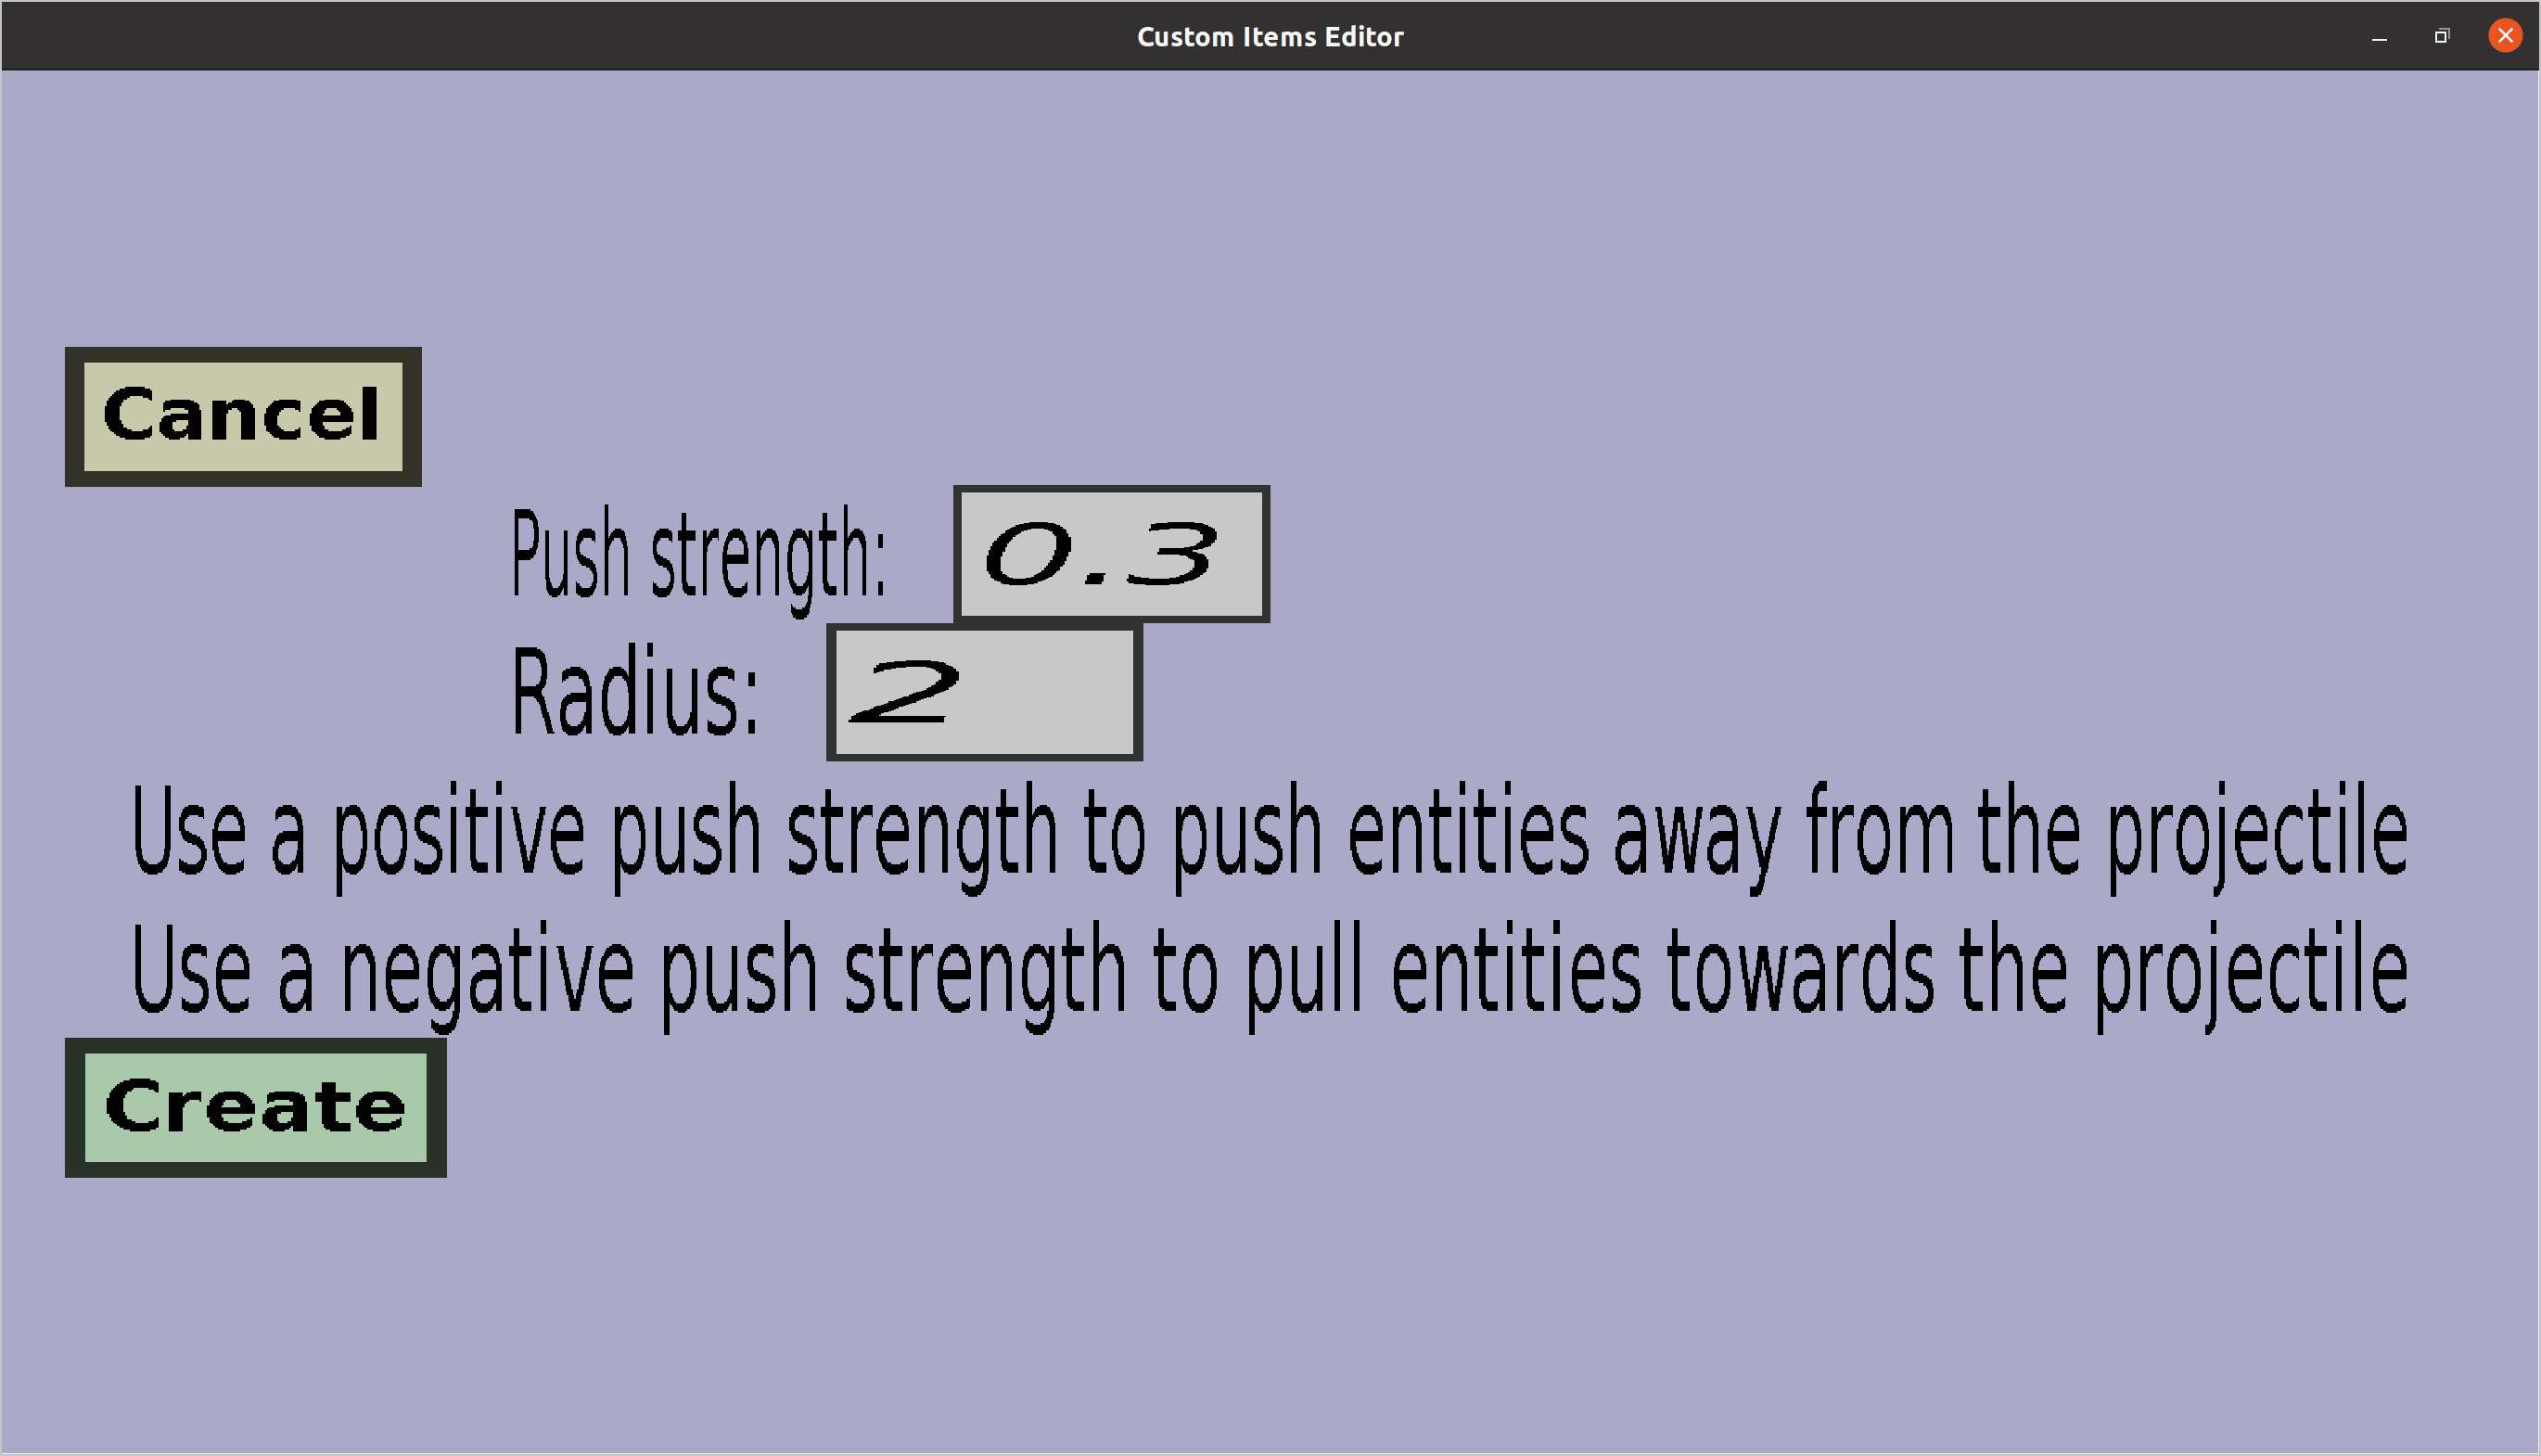 Custom Items Editor
Cancel
Push strength: 0.3
Radius: 2
Use a positive push strength to push entities away from the projectile
Use a negative push strength to pull entities towards the projectile
Create